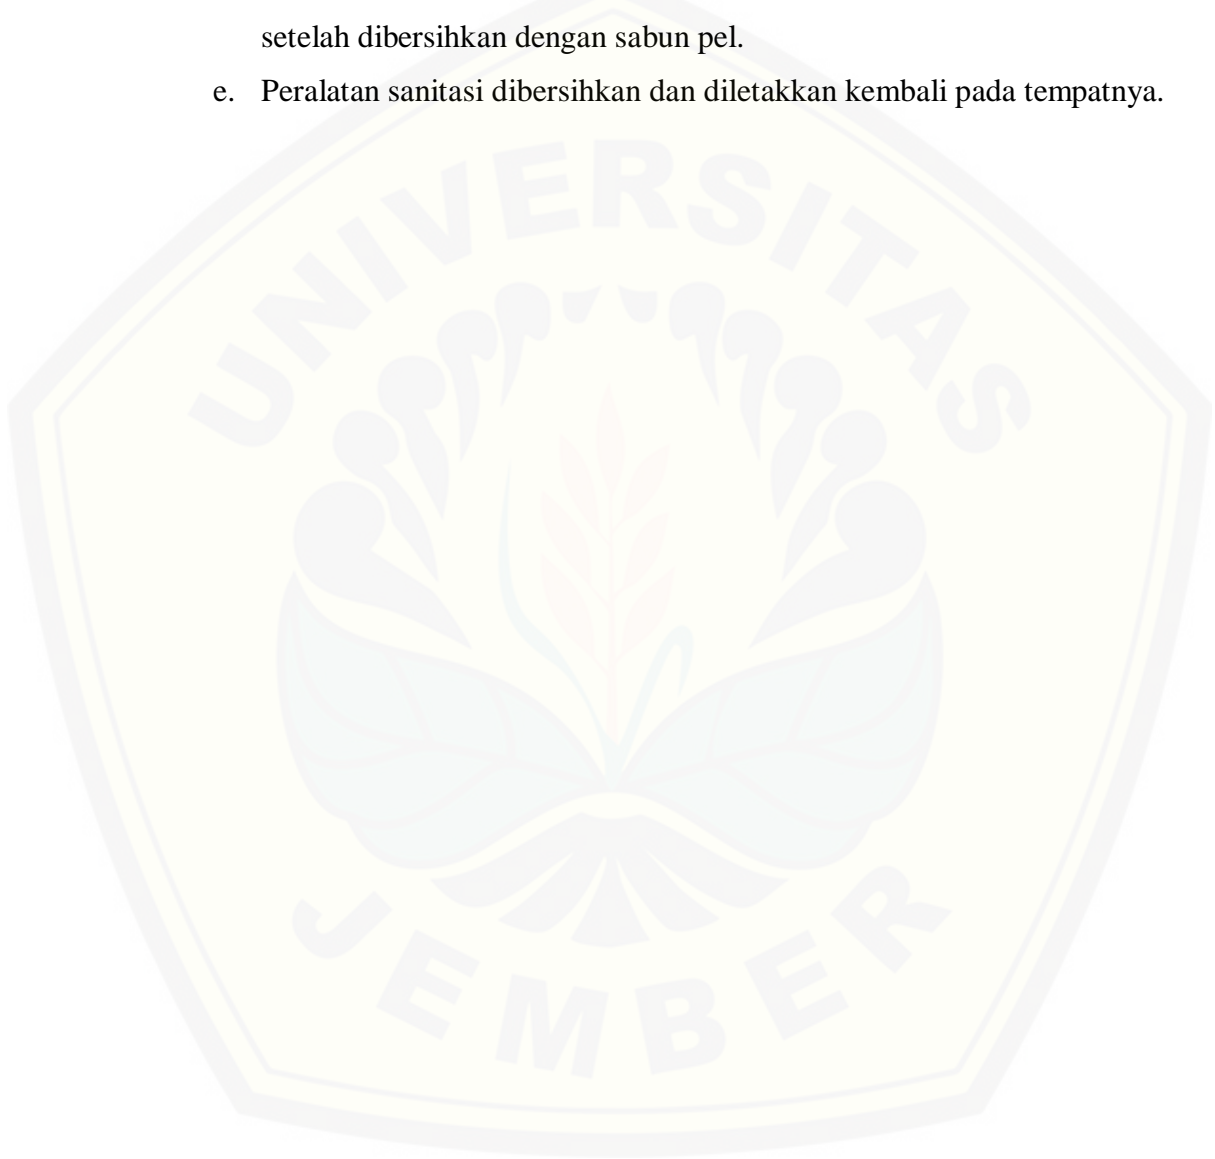 setelah dibersihkan dengan sabun pel.
e. Peralatan sanitasi dibersihkan dan diletakkan kembali pada tempatnya.
UNIVERSITAS
JEMBER